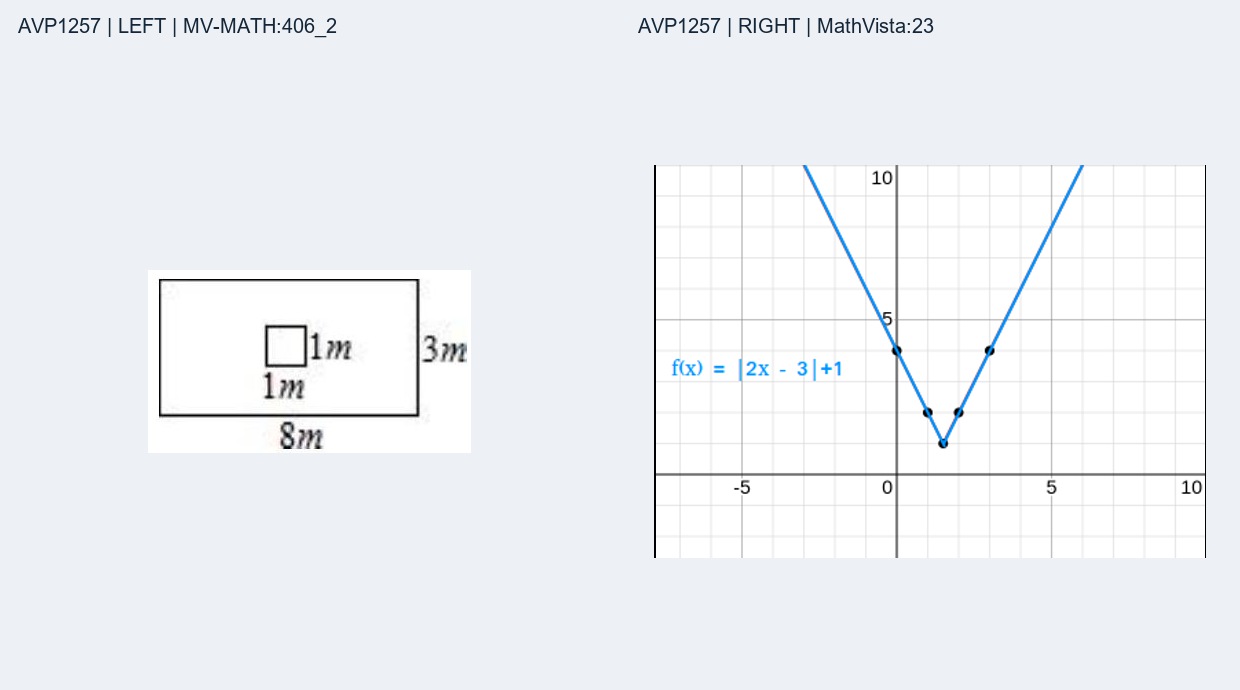 AVP1257 | LEFT | MV-MATH:406_2
1m
3m
1m
8m
AVP1257 | RIGHT | MathVista:23
10
5
f(x) = |2x - 3|+1
-5 0 5 10